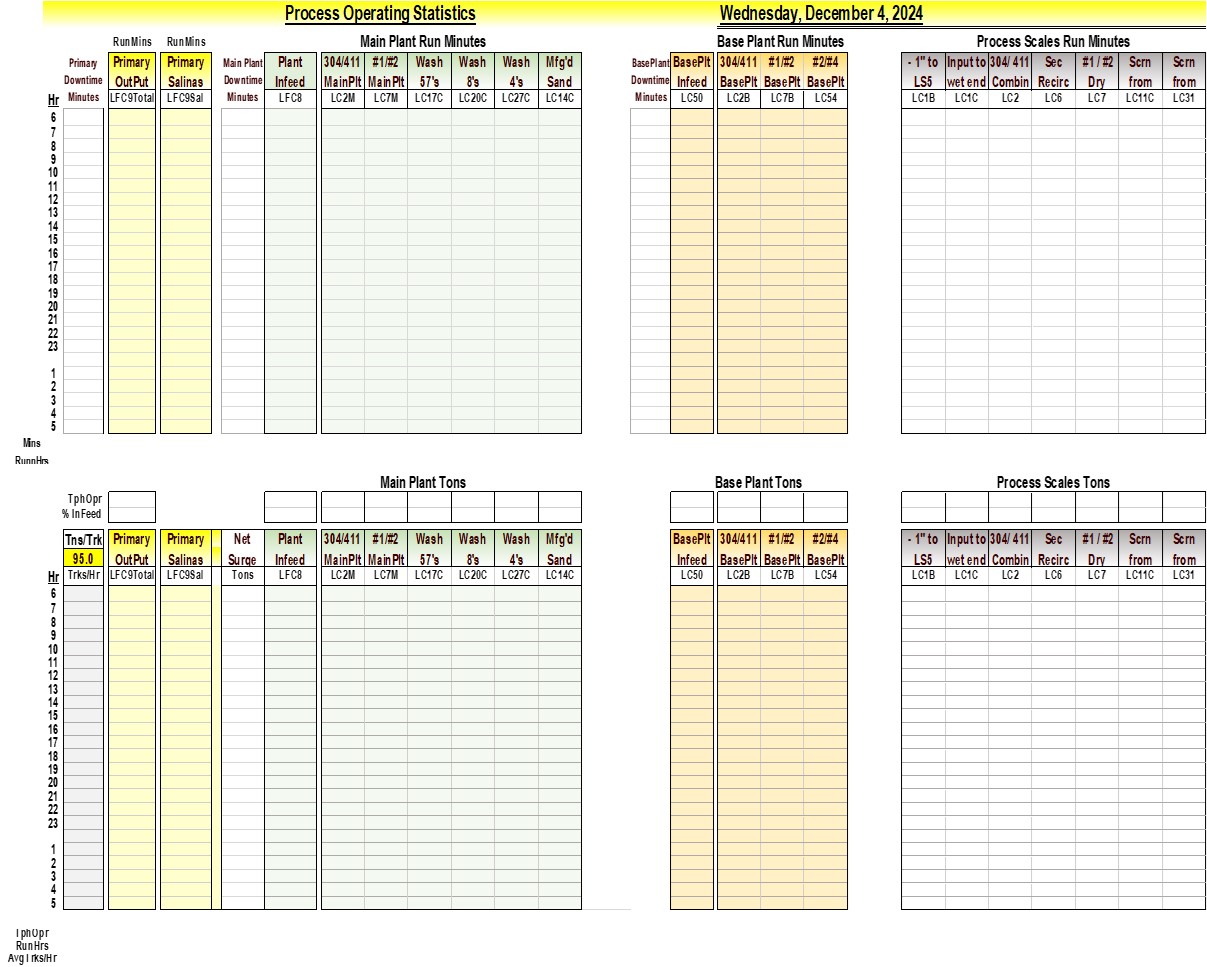 Process Operating Statistics Wednesday, December 4, 2024
RunMins RunMins Main Plant Run Minutes Base Plant Run Minutes Process Scales Run Minutes
Primary Primary Primary Main Plant Plant 304/411 #1/#2 Wash Wash Wash Mfg'd BasePlant BasePlt 304/411 #1/#2 #2/#4 - 1" to Input to 304/ 411 Sec #1 / #2 Scrn Scrn
Downtime OutPut Salinas Downtime Infeed MainPlt MainPlt 57's 8's 4's Sand Downtime Infeed BasePlt BasePlt BasePlt LS5 wet end Combin Recirc Dry from from
Hr Minutes LFC9Total LFC9Sal Minutes LFC8 LC2M LC7M LC17C LC20C LC27C LC14C Minutes LC50 LC2B LC7B LC54 LC1B LC1C LC2 LC6 LC7 LC11C LC31
6
7
8
9
10
11
12
13
14
15
16
17
18
19
20
21
22
23
1
2
3
4
5
Mins
RunnHrs
Main Plant Tons Base Plant Tons Process Scales Tons
TphOpr
% InFeed
Tns/Trk Primary Primary Net Plant 304/411 #1/#2 Wash Wash Wash Mfg'd BasePlt 304/411 #1/#2 #2/#4 - 1" to Input to 304/ 411 Sec #1 / #2 Scrn Scrn
95.0 OutPut Salinas Surge Infeed MainPlt MainPlt 57's 8's 4's Sand Infeed BasePlt BasePlt BasePlt LS5 wet end Combin Recirc Dry from from
Hr Trks/Hr LFC9Total LFC9Sal Tons LFC8 LC2M LC7M LC17C LC20C LC27C LC14C LC50 LC2B LC7B LC54 LC1B LC1C LC2 LC6 LC7 LC11C LC31
6
7
8
9
10
11
12
13
14
15
16
17
18
19
20
21
22
23
1
2
3
4
5
TphOpr
RunHrs
AvgTrks/Hr